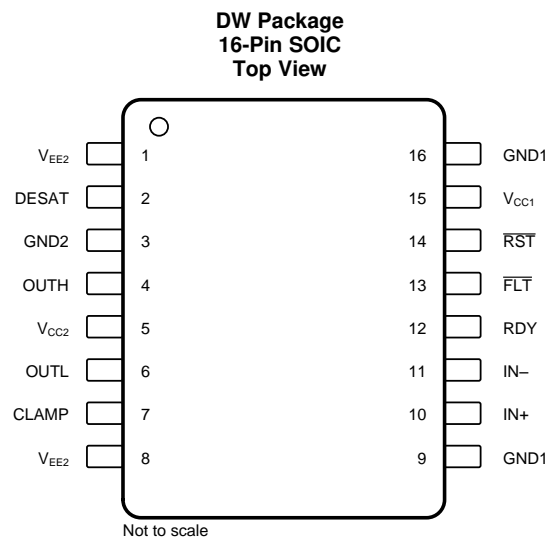 DW Package
16-Pin SOIC
Top View
VEE2 1 16 GND1
DESAT 2 15 VCC1
GND2 3 14 RST
OUTH 4 13 FLT
VCC2 5 12 RDY
OUTL 6 11 IN–
CLAMP 7 10 IN+
VEE2 8 9 GND1
Not to scale